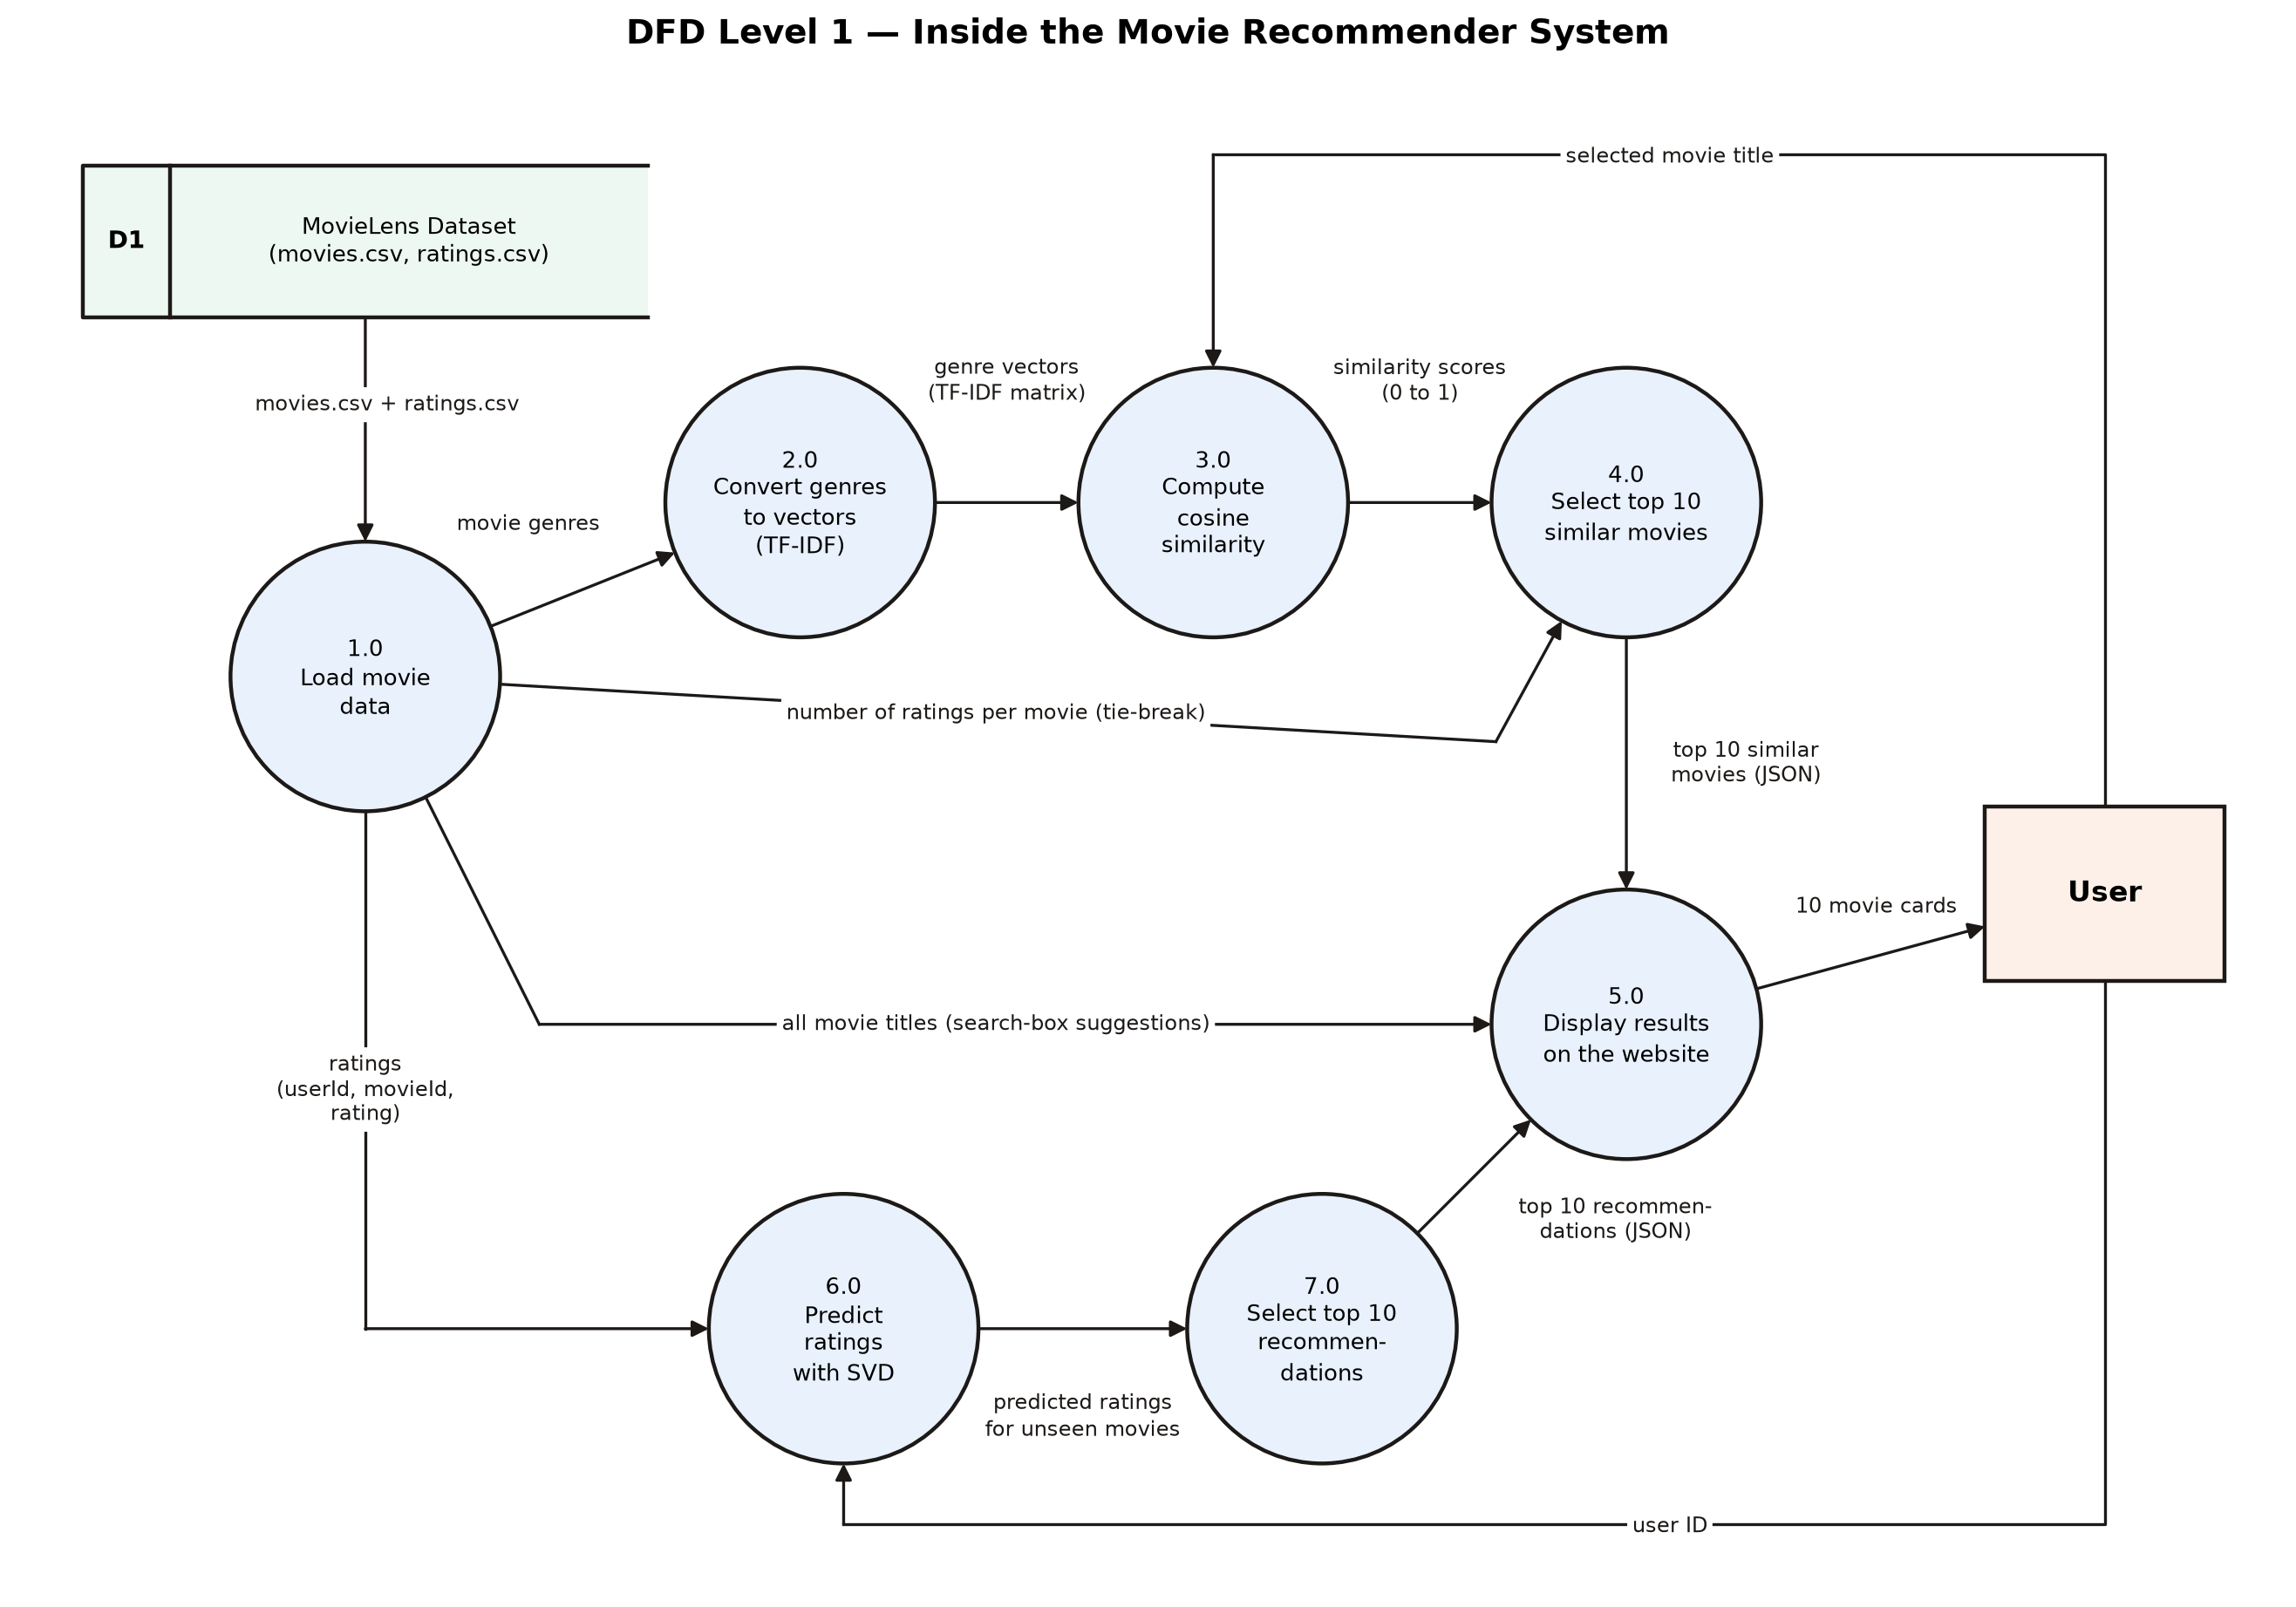 DFD Level 1 — Inside the Movie Recommender System
selected movie title
D1
MovieLens Dataset
(movies.csv, ratings.csv)
movies.csv + ratings.csv
genre vectors
(TF-IDF matrix)
similarity scores
(0 to 1)
movie genres
2.0
Convert genres
to vectors
(TF-IDF)
3.0
Compute
cosine
similarity
4.0
Select top 10
similar movies
1.0
Load movie
data
number of ratings per movie (tie-break)
top 10 similar
movies (JSON)
User
10 movie cards
5.0
Display results
on the website
all movie titles (search-box suggestions)
ratings
(userId, movieId,
rating)
top 10 recommen-
dations (JSON)
6.0
Predict
ratings
with SVD
7.0
Select top 10
recommen-
dations
predicted ratings
for unseen movies
user ID